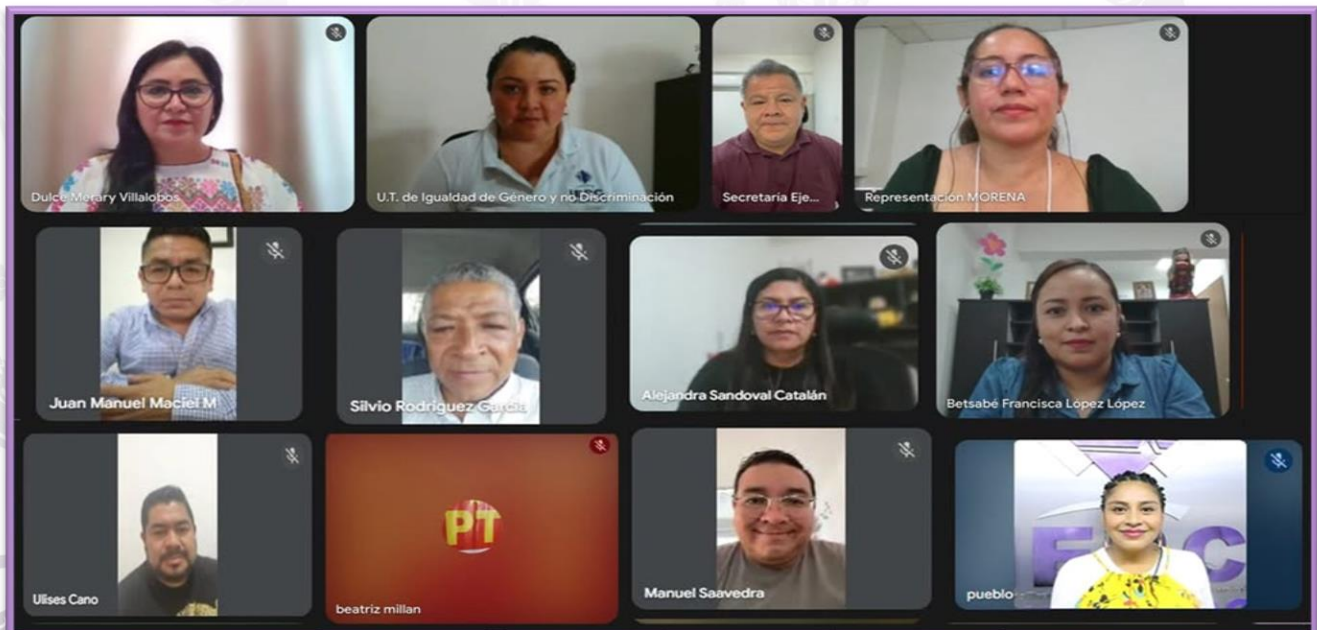 Dulce Merary Villalobos
U.T. de Igualdad de Género y no Discriminación
Secretaría Eje...
Representación MORENA
Juan Manuel Maciel M
Silvio Rodríguez García
Alejandra Sandoval Catalán
Betsabé Francisca López López
Ulises Cano
PT
beatriz millan
Manuel Saavedra
pueblo